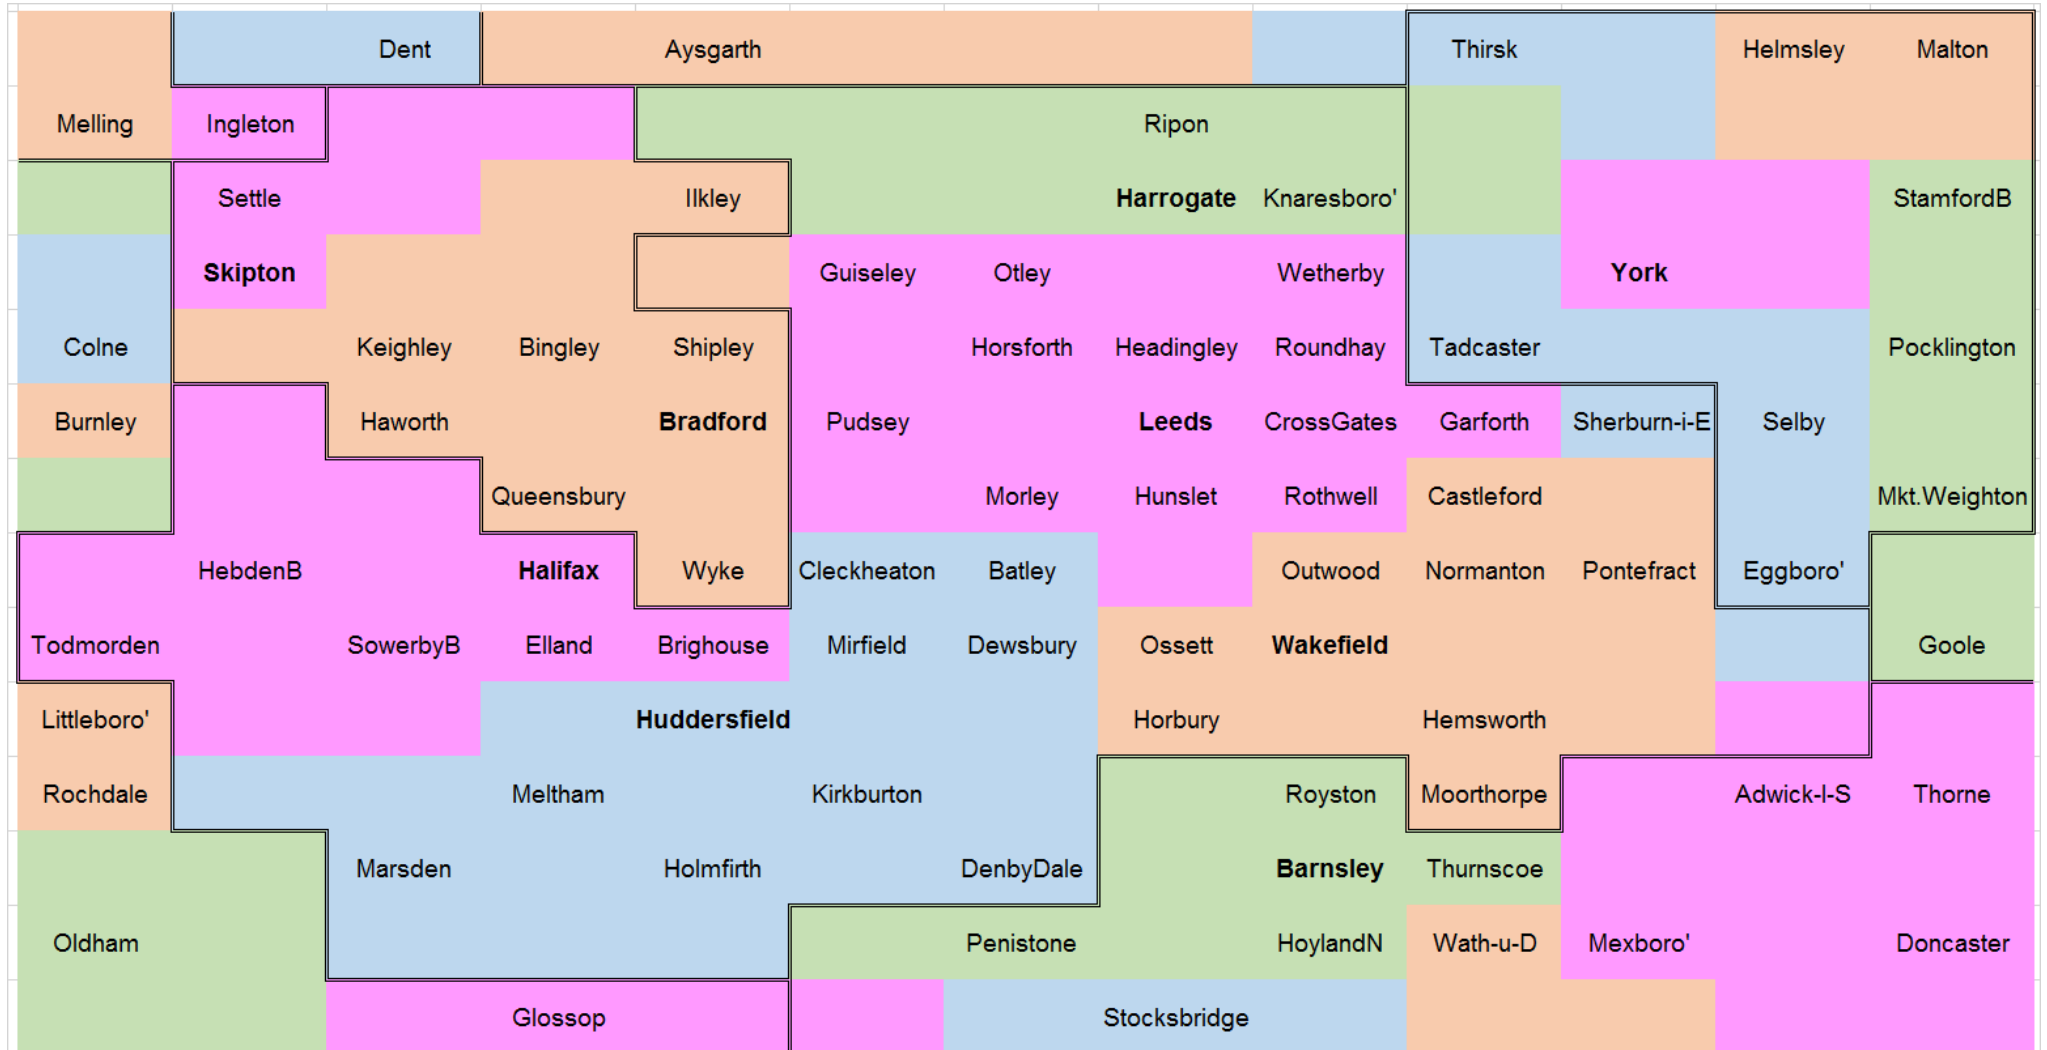 Dent Aysgarth Thirsk Helmsley Malton
Melling Ingleton Ripon
Settle Ilkley Harrogate Knaresboro' StamfordB
Skipton Guiseley Otley Wetherby York
Colne Keighley Bingley Shipley Horsforth Headingley Roundhay Tadcaster Pocklington
Burnley Haworth Bradford Pudsey Leeds CrossGates Garforth Sherburn-i-E Selby
Queensbury Morley Hunslet Rothwell Castleford Mkt.Weighton
HebdenB Halifax Wyke Cleckheaton Batley Outwood Normanton Pontefract Eggboro'
Todmorden SowerbyB Elland Brighouse Mirfield Dewsbury Ossett Wakefield Goole
Littleboro' Huddersfield Horbury Hemsworth
Rochdale Meltham Kirkburton Royston Moorthorpe Adwick-l-S Thorne
Marsden Holmfirth DenbyDale Barnsley Thurnscoe
Oldham Penistone HoylandN Wath-u-D Mexboro' Doncaster
Glossop Stocksbridge